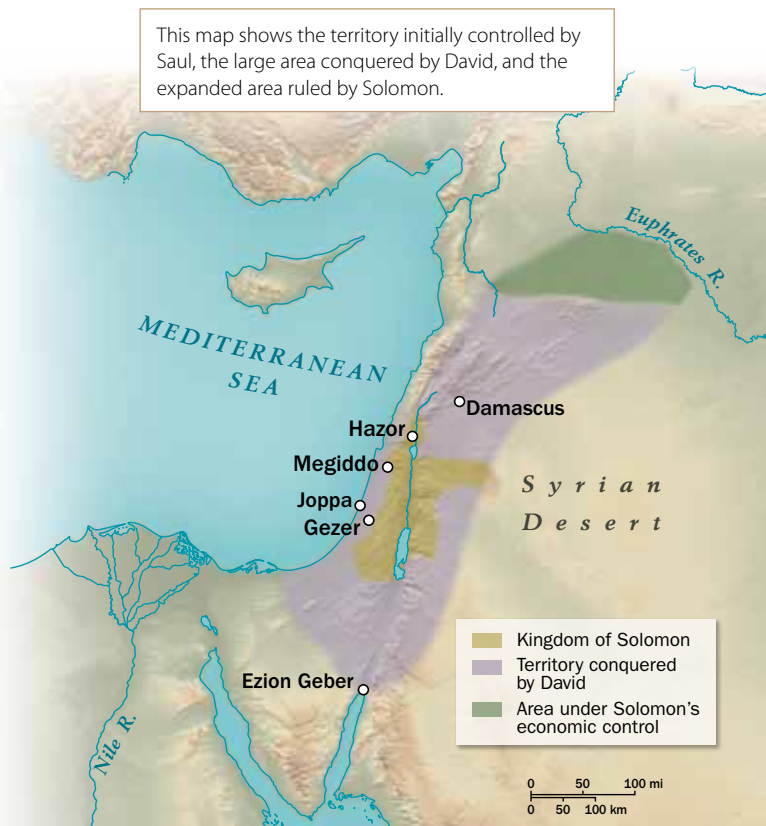 This map shows the territory initially controlled by
Saul, the large area conquered by David, and the
expanded area ruled by Solomon.
Euphrates R.
MEDITERRANEAN
SEA
Damascus
Hazor
Megiddo
Syrian
Desert
Joppa
Gezer
Ezion Geber
Nile R.
Kingdom of Solomon
Territory conquered
by David
Area under Solomon's
economic control
0 50 100 mi
0 50 100 km